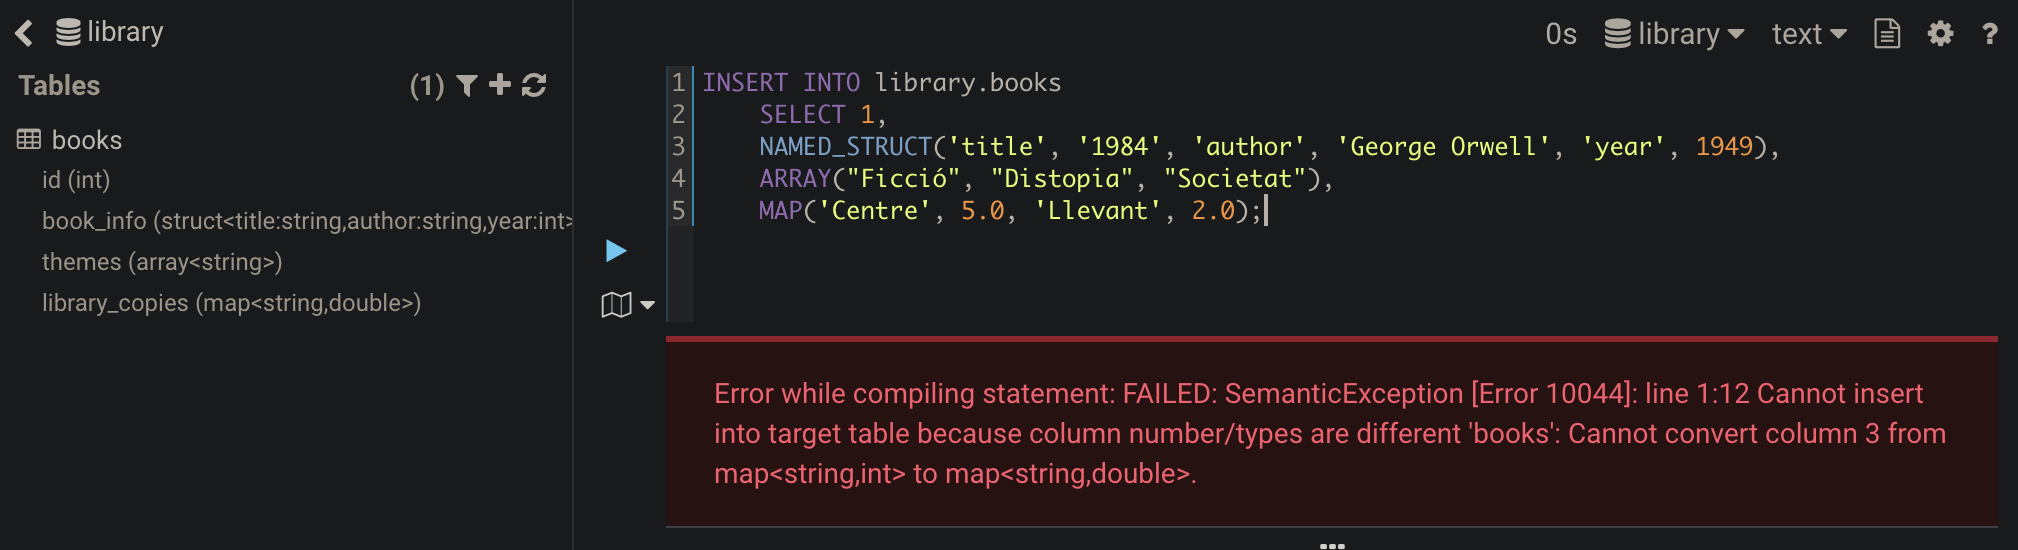 library
Tables (1)
books
id (int)
book_info (struct<title:string,author:string,year:int>
themes (array<string>)
library_copies (map<string,double>)
0s library text ?
1 INSERT INTO library.books
2 SELECT 1,
3 NAMED_STRUCT('title', '1984', 'author', 'George Orwell', 'year', 1949),
4 ARRAY("Ficció", "Distopia", "Societat"),
5 MAP('Centre', 5.0, 'Llevant', 2.0);
Error while compiling statement: FAILED: SemanticException [Error 10044]: line 1:12 Cannot insert
into target table because column number/types are different 'books': Cannot convert column 3 from
map<string,int> to map<string,double>.